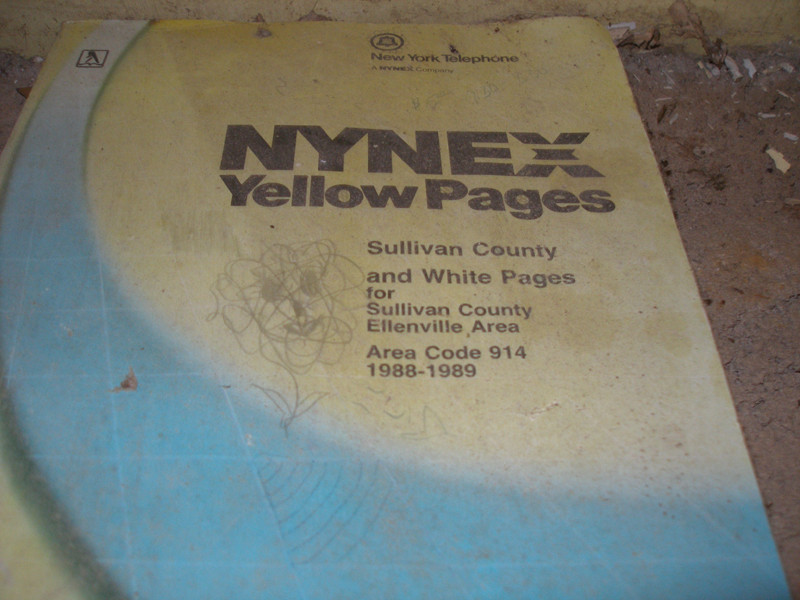 New York Telephone
A NYNEX Company
NYNEX
Yellow Pages
Sullivan County
and White Pages
for
Sullivan County
Ellenville Area
Area Code 914
1988-1989